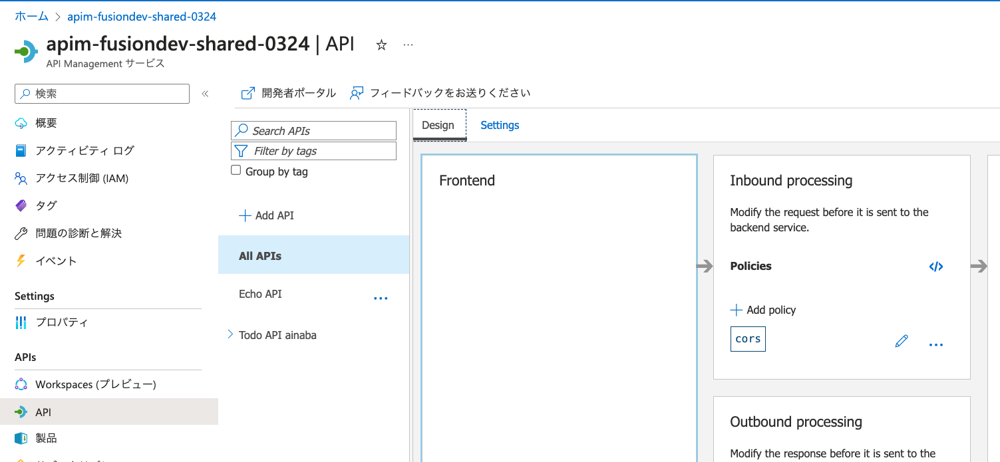 ホーム > apim-fusiondev-shared-0324
apim-fusiondev-shared-0324 | API
API Management サービス
検索
概要
アクティビティ ログ
アクセス制御 (IAM)
タグ
問題の診断と解決
イベント
Settings
プロパティ
APIs
Workspaces (プレビュー)
API
製品
開発者ポータル
フィードバックをお送りください
Search APIs
Filter by tags
Group by tag
Add API
All APIs
Echo API
Todo API ainaba
Design
Settings
Frontend
Inbound processing
Modify the request before it is sent to the
backend service.
Policies
Add policy
cors
Outbound processing
Modify the response before it is sent to the